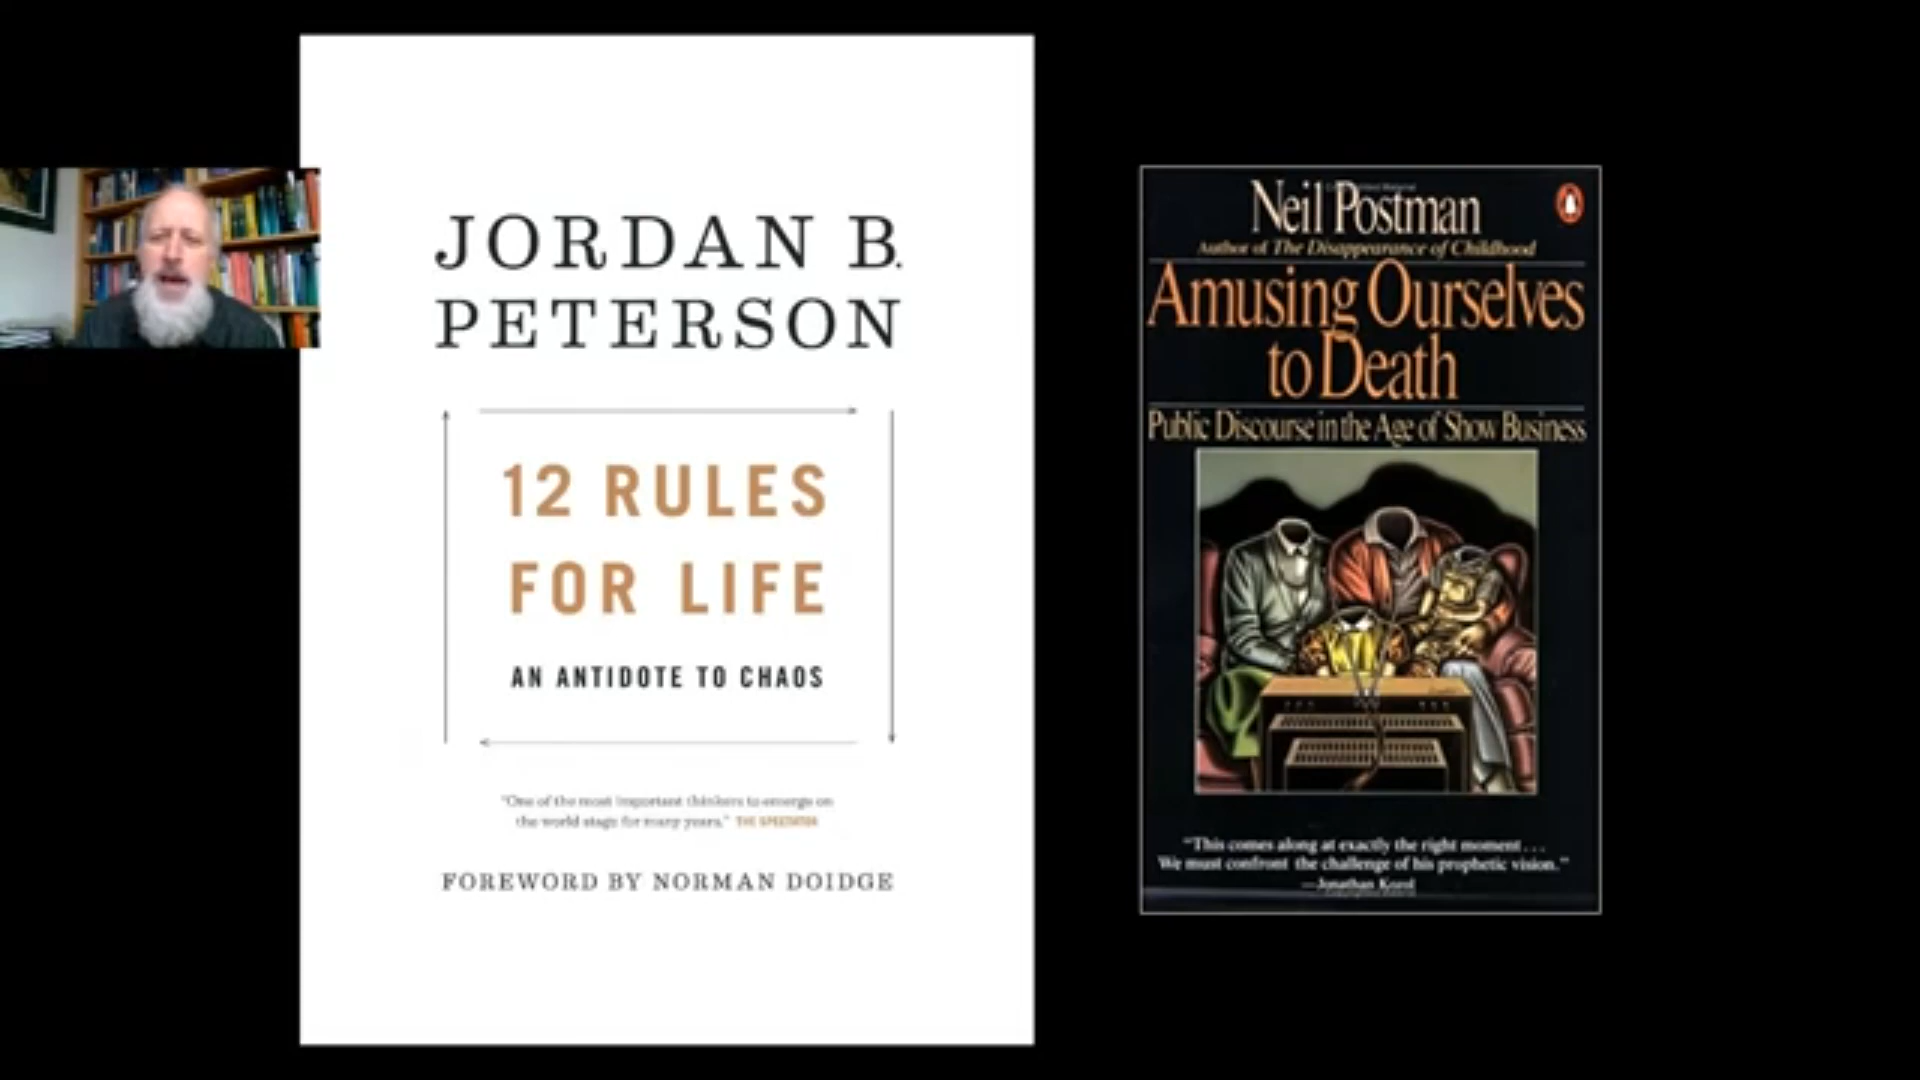 JORDAN B.
PETERSON
12 RULES
FOR LIFE
AN ANTIDOTE TO CHAOS
"One of the most important thinkers to emerge on
the world stage for many years." THE SPECTATOR
FOREWORD BY NORMAN DOIDGE
Neil Postman
Author of The Disappearance of Childhood
Amusing Ourselves
to Death
Public Discourse in the Age of Show Business
"This comes along at exactly the right moment...
We must confront the challenge of his prophetic vision."
—Jonathan Kozol